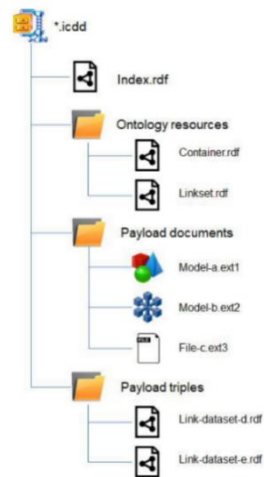 *.icdd
Index.rdf
Ontology resources
Container.rdf
Linkset.rdf
Payload documents
Model-a.ext1
Model-b.ext2
FILE
File-c.ext3
Payload triples
Link-dataset-d.rdf
Link-dataset-e.rdf